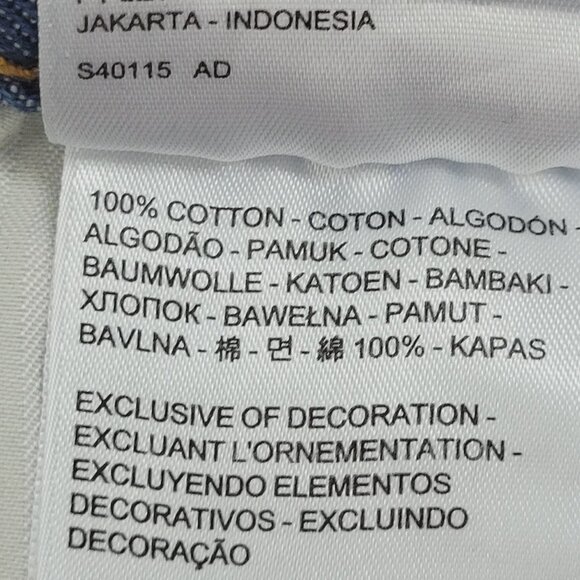 JAKARTA - INDONESIA
S40115 AD
100% COTTON - COTON - ALGODÓN -
ALGODÃO - PAMUK - COTONE -
BAUMWOLLE - KATOEN - BAMBAKI -
ХЛОПОК - BAWEŁNA - PAMUT -
BAVLNA - 棉 - 면 - 綿 100% - KAPAS
EXCLUSIVE OF DECORATION -
EXCLUANT L'ORNEMENTATION -
EXCLUYENDO ELEMENTOS
DECORATIVOS - EXCLUINDO
DECORAÇÃO